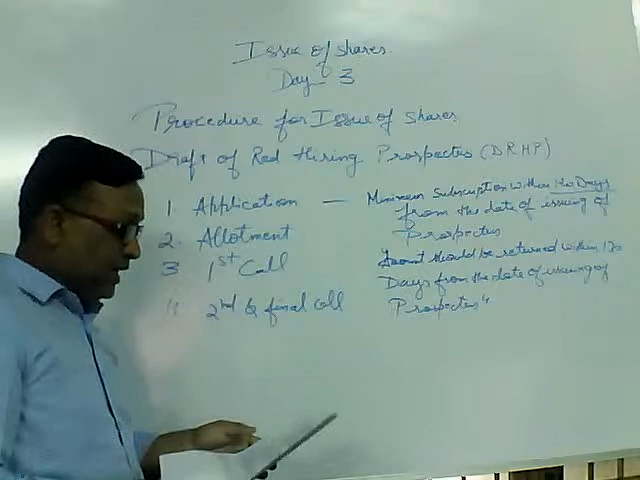 Issue of Shares
Day 3
Procedure for Issue of Shares
Draft of Red Hiring Prospectus (DRHP)
1. Application — Minimum Subscription within 120 Days
from the date of issuing of
Prospectus
2. Allotment
3 1st Call
Amount should be returned within 130
Days from the date of issuing of
Prospectus"
4 2nd & final call